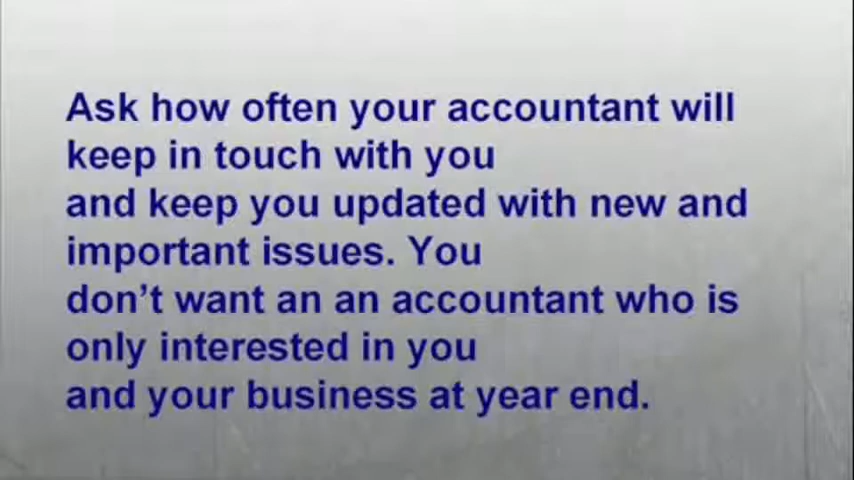 Ask how often your accountant will
keep in touch with you
and keep you updated with new and
important issues. You
don’t want an an accountant who is
only interested in you
and your business at year end.